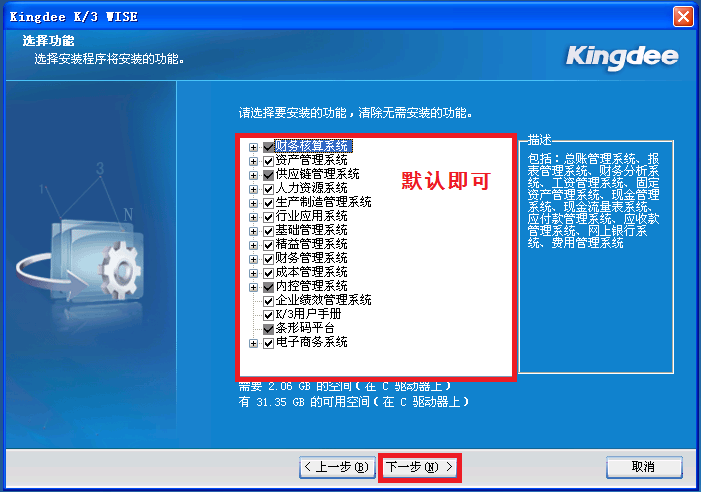 Kingdee K/3 WISE
选择功能
选择安装程序将安装的功能。
Kingdee
请选择要安装的功能，清除无需安装的功能。
财务核算系统
资产管理系统
供应链管理系统
人力资源系统
生产制造管理系统
行业应用系统
基础管理系统
精益管理系统
财务管理系统
成本管理系统
内控管理系统
企业绩效管理系统
K/3用户手册
条形码平台
电子商务系统
默认即可
描述
包括：总账管理系统、报
表管理系统、财务分析系
统、工资管理系统、固定
资产管理系统、现金管理
系统、现金流量表系统、
应付款管理系统、应收款
管理系统、网上银行系
统、费用管理系统
1
3
N
需要 2.06 GB 的空间（在 C 驱动器上）
有 31.35 GB 的可用空间（在 C 驱动器上）
< 上一步(B)
下一步(N) >
取消